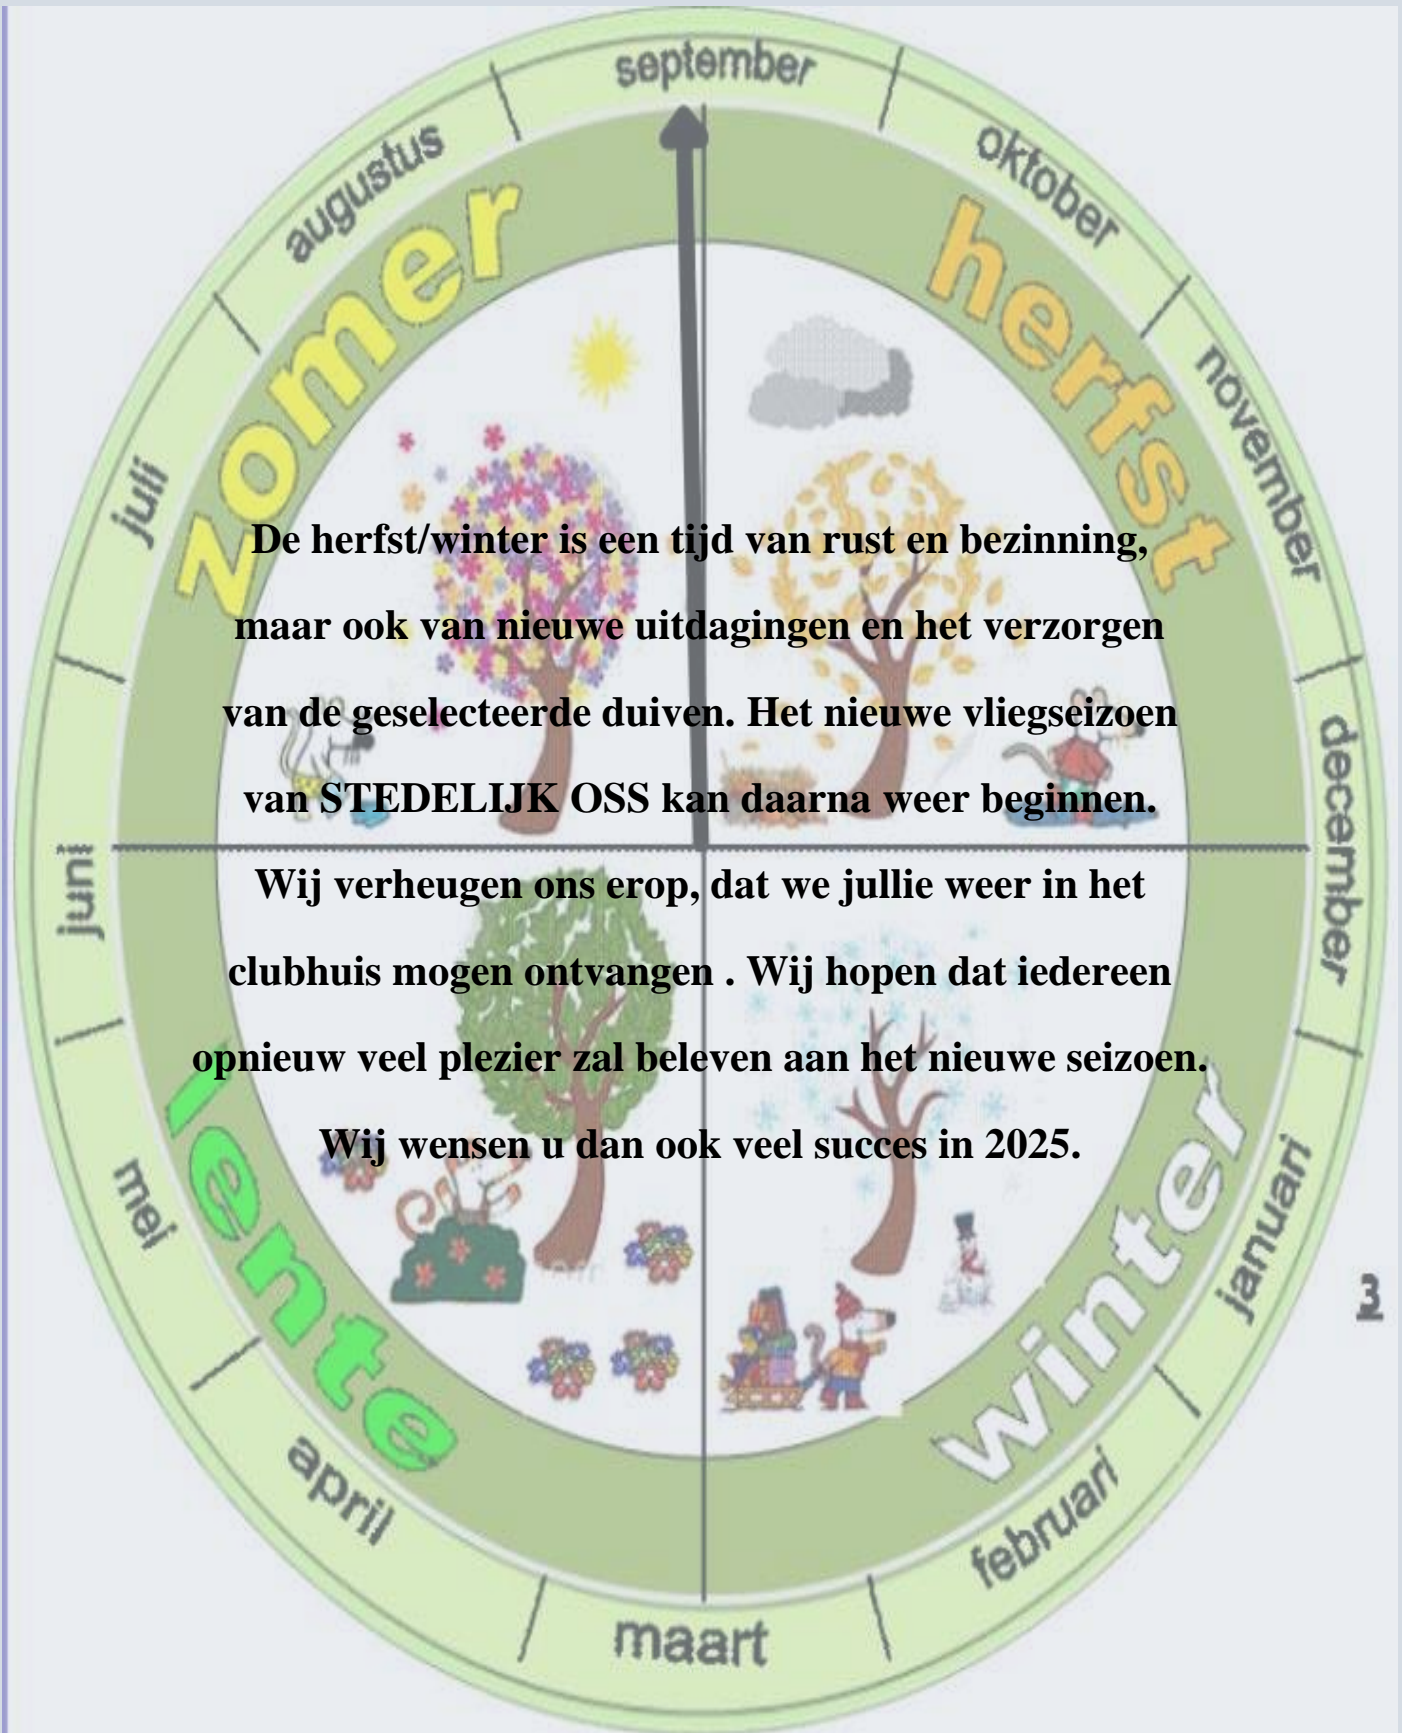 september
oktober
november
december
januari
februari
maart
april
mei
juni
juli
augustus
zomer
herfst
De herfst/winter is een tijd van rust en bezinning,
maar ook van nieuwe uitdagingen en het verzorgen
van de geselecteerde duiven. Het nieuwe vliegseizoen
van STEDELIJK OSS kan daarna weer beginnen.
Wij verheugen ons erop, dat we jullie weer in het
clubhuis mogen ontvangen . Wij hopen dat iedereen
opnieuw veel plezier zal beleven aan het nieuwe seizoen.
Wij wensen u dan ook veel succes in 2025.
lente
winter
3